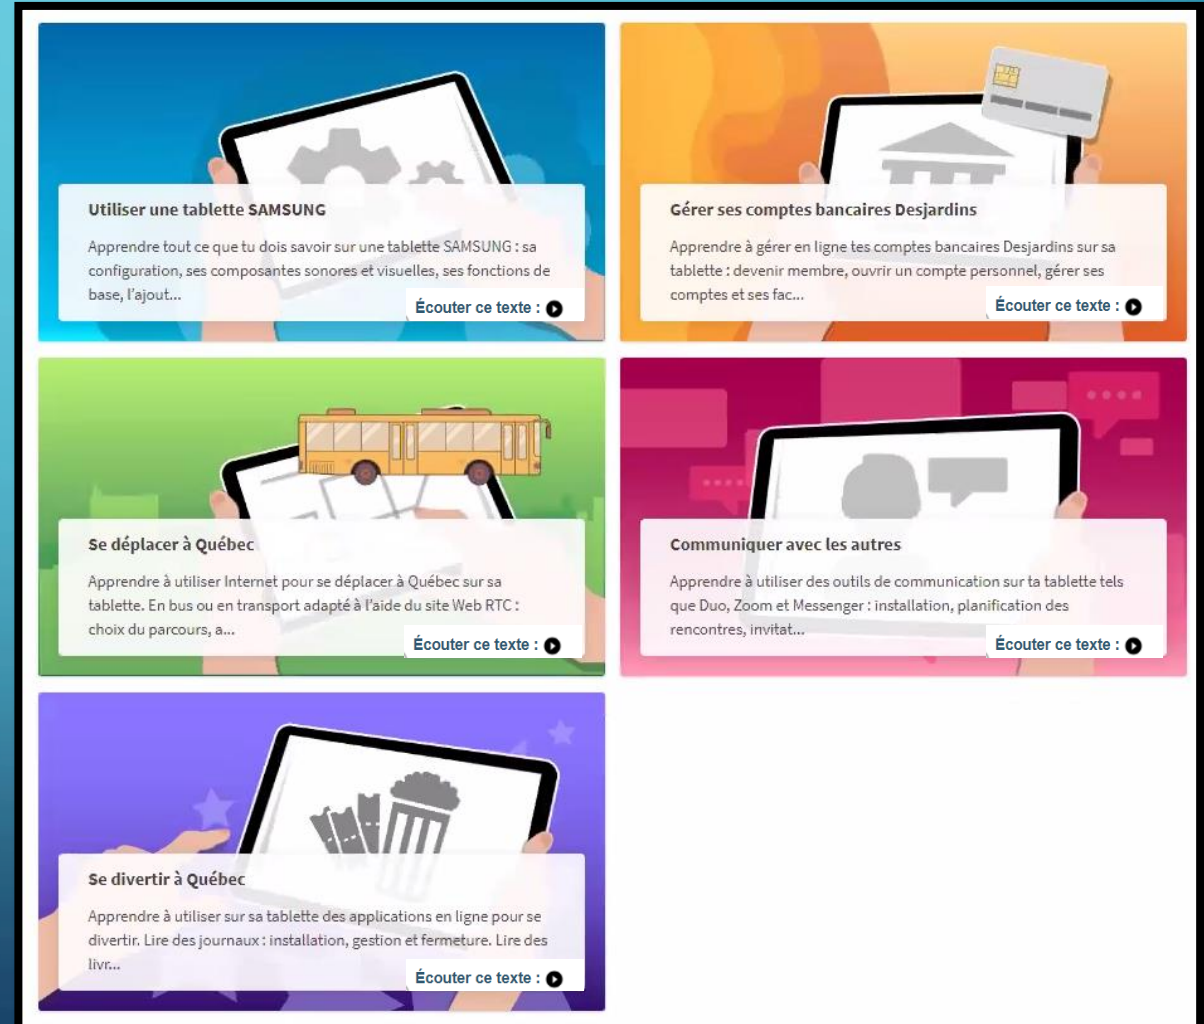 Utiliser une tablette SAMSUNG
Apprendre tout ce que tu dois savoir sur une tablette SAMSUNG : sa
configuration, ses composantes sonores et visuelles, ses fonctions de
base, l'ajout...
Écouter ce texte :
Gérer ses comptes bancaires Desjardins
Apprendre à gérer en ligne tes comptes bancaires Desjardins sur sa
tablette : devenir membre, ouvrir un compte personnel, gérer ses
comptes et ses fac...
Écouter ce texte :
Se déplacer à Québec
Apprendre à utiliser Internet pour se déplacer à Québec sur sa
tablette. En bus ou en transport adapté à l'aide du site Web RTC :
choix du parcours, a...
Écouter ce texte :
Communiquer avec les autres
Apprendre à utiliser des outils de communication sur ta tablette tels
que Duo, Zoom et Messenger : installation, planification des
rencontres, invitat...
Écouter ce texte :
Se divertir à Québec
Apprendre à utiliser sur sa tablette des applications en ligne pour se
divertir. Lire des journaux : installation, gestion et fermeture. Lire des
livr...
Écouter ce texte :